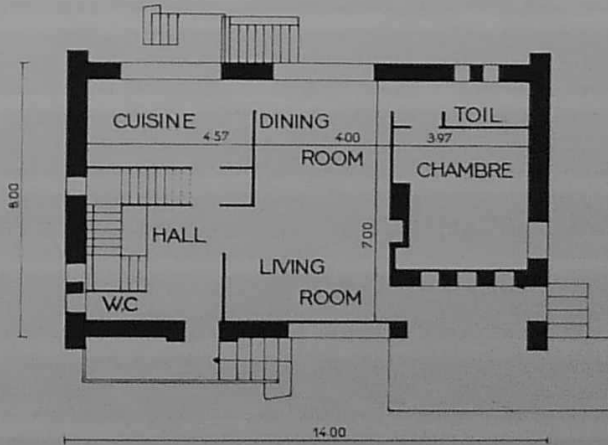 CUISINE
DINING
TOIL.
4.57
4.00
3.97
ROOM
CHAMBRE
8.00
HALL
7.00
LIVING
ROOM
W.C
14.00